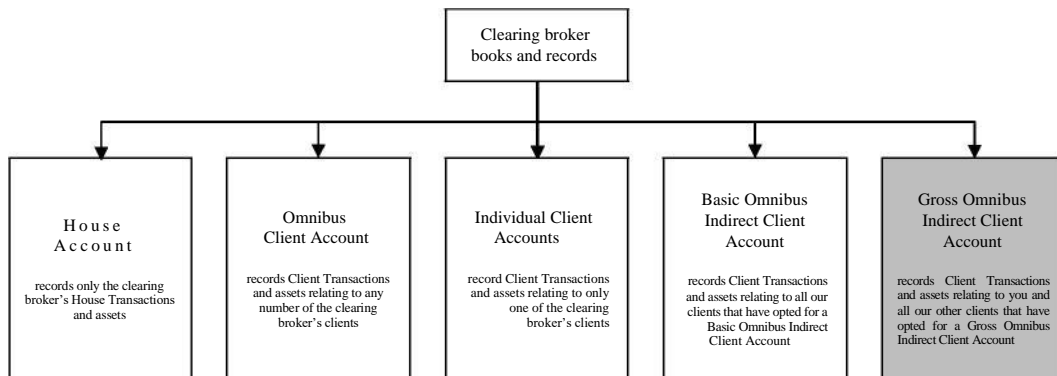 Clearing broker
books and records
House
Account
records only the clearing
broker's House Transactions
and assets
Omnibus
Client Account
records Client Transactions
and assets relating to any
number of the clearing
broker's clients
Individual Client
Accounts
record Client Transactions
and assets relating to only
one of the clearing
broker's clients
Basic Omnibus
Indirect Client
Account
records Client Transactions
and assets relating to all our
clients that have opted for a
Basic Omnibus Indirect
Client Account
Gross Omnibus
Indirect Client
Account
records Client Transactions
and assets relating to you and
all our other clients that have
opted for a Gross Omnibus
Indirect Client Account